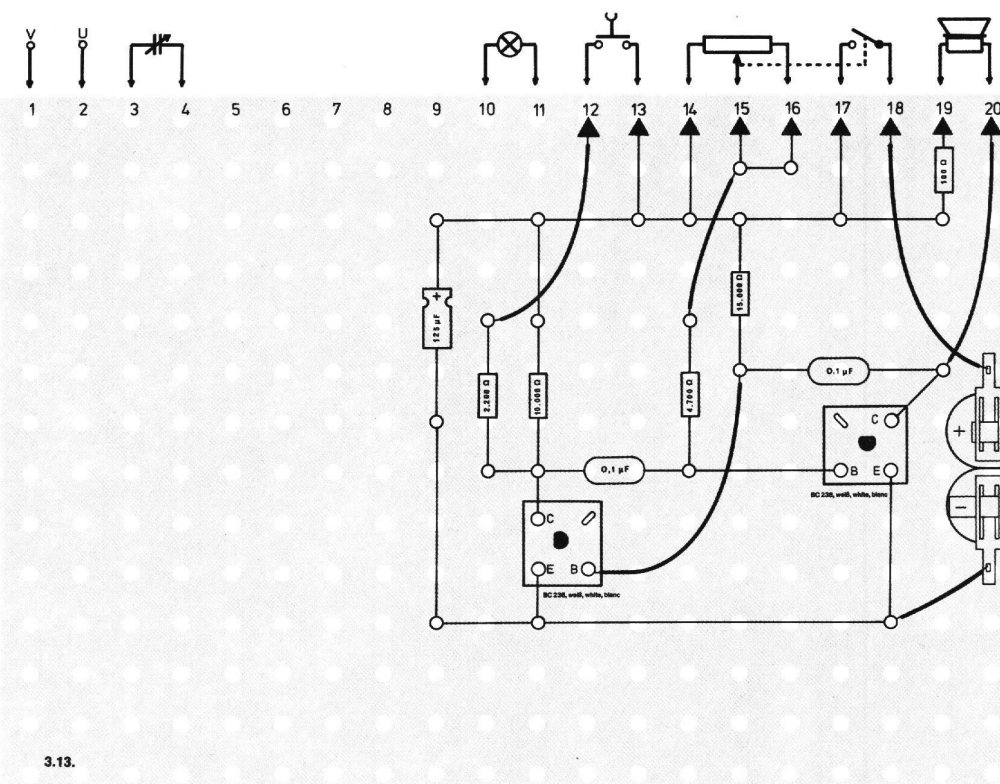 V U
1 2 3 4 5 6 7 8 9 10 11 12 13 14 15 16 17 18 19 20
100 Ω
+
125 µF
15.000 Ω
2.200 Ω
10.000 Ω
4.700 Ω
0.1 µF
C
+
0,1 µF
B E
BC 238, weiß, white, blanc
−
C
E B
BC 238, weiß, white, blanc
3.13.